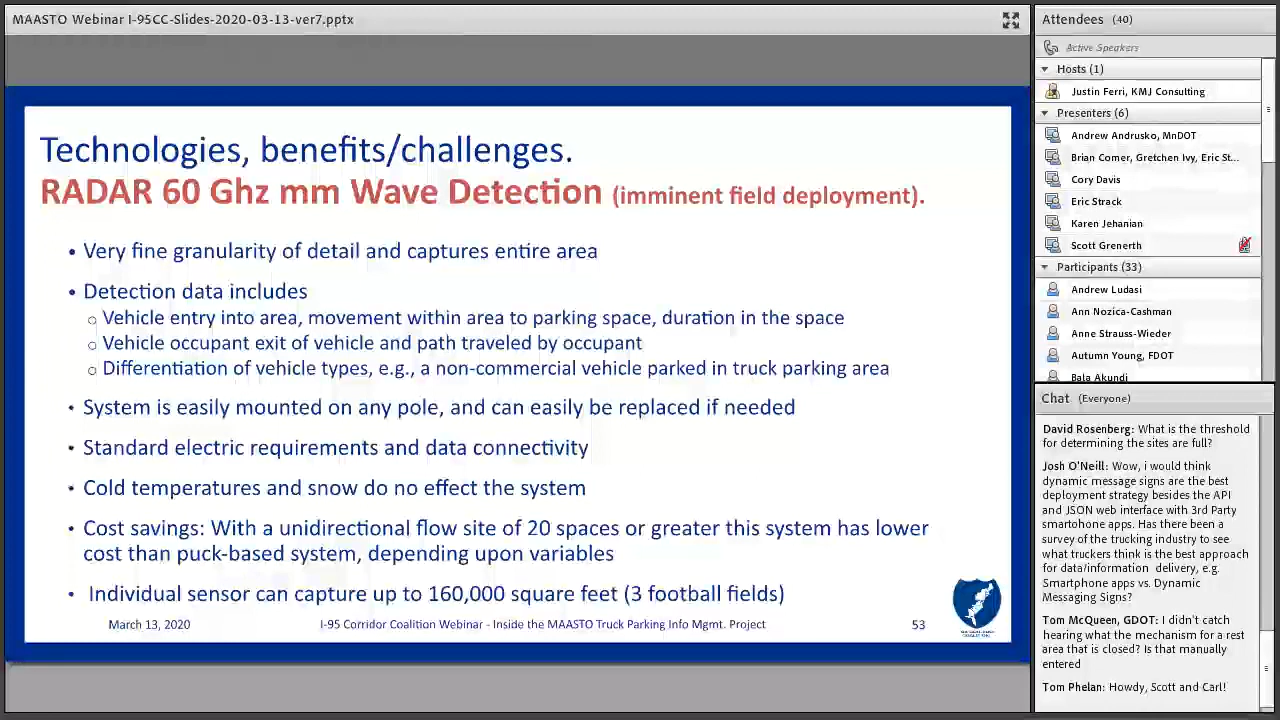 MAASTO Webinar I-95CC-Slides-2020-03-13-ver7.pptx
Technologies, benefits/challenges.
RADAR 60 Ghz mm Wave Detection (imminent field deployment).
• Very fine granularity of detail and captures entire area
• Detection data includes
○ Vehicle entry into area, movement within area to parking space, duration in the space
○ Vehicle occupant exit of vehicle and path traveled by occupant
○ Differentiation of vehicle types, e.g., a non-commercial vehicle parked in truck parking area
• System is easily mounted on any pole, and can easily be replaced if needed
• Standard electric requirements and data connectivity
• Cold temperatures and snow do no effect the system
• Cost savings: With a unidirectional flow site of 20 spaces or greater this system has lower
cost than puck-based system, depending upon variables
• Individual sensor can capture up to 160,000 square feet (3 football fields)
March 13, 2020
I-95 Corridor Coalition Webinar - Inside the MAASTO Truck Parking Info Mgmt. Project
53
Attendees (40)
Active Speakers
Hosts (1)
Justin Ferri, KMJ Consulting
Presenters (6)
Andrew Andrusko, MnDOT
Brian Comer, Gretchen Ivy, Eric St...
Cory Davis
Eric Strack
Karen Jehanian
Scott Grenerth
Participants (33)
Andrew Ludasi
Ann Nozica-Cashman
Anne Strauss-Wieder
Autumn Young, FDOT
Bala Akundi
Chat (Everyone)
David Rosenberg: What is the threshold
for determining the sites are full?
Josh O'Neill: Wow, i would think
dynamic message signs are the best
deployment strategy besides the API
and JSON web interface with 3rd Party
smartohone apps. Has there been a
survey of the trucking industry to see
what truckers think is the best approach
for data/information delivery, e.g.
Smartphone apps vs. Dynamic
Messaging Signs?
Tom McQueen, GDOT: I didn't catch
hearing what the mechanism for a rest
area that is closed? Is that manually
entered
Tom Phelan: Howdy, Scott and Carl!